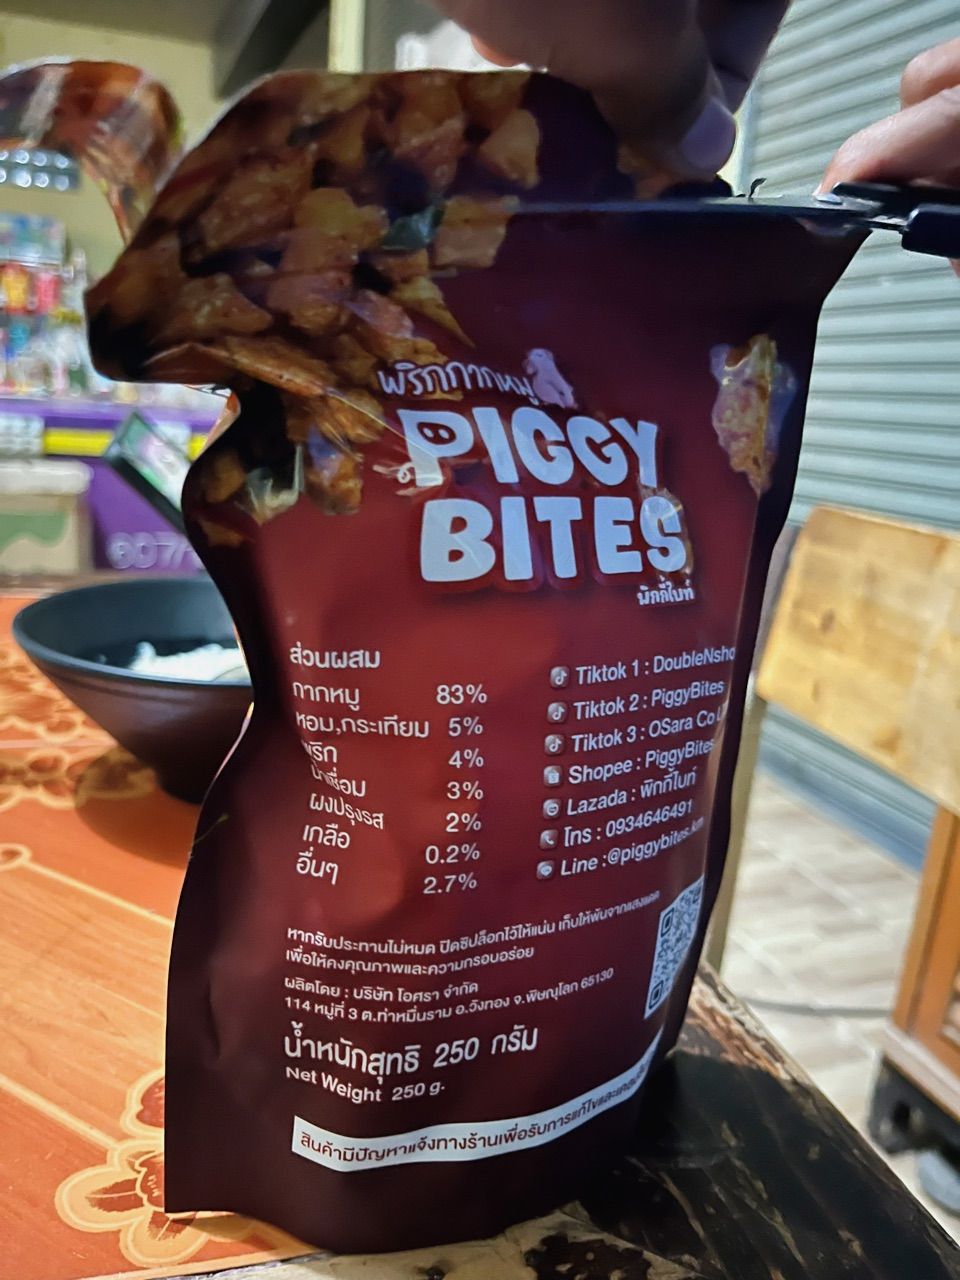 พริกกากหมู
PIGGY
BITES
พิกกี้ไบท์
ส่วนผสม
กากหมู 83%
หอม,กระเทียม 5%
พริก 4%
น้ำเชื่อม 3%
ผงปรุงรส 2%
เกลือ 0.2%
อื่นๆ 2.7%
Tiktok 1 : DoubleNsho
Tiktok 2 : PiggyBites
Tiktok 3 : OSara Co
Shopee : PiggyBites
Lazada : พิกกี้ไบท์
โทร : 0934646491
Line :@piggybites.
หากรับประทานไม่หมด ปิดซิปล็อกไว้ให้แน่น เก็บให้พ้นจากแสงแดด
เพื่อให้คงคุณภาพและความกรอบอร่อย
ผลิตโดย : บริษัท โอศรา จำกัด
114 หมู่ที่ 3 ต.ท่าหมื่นราม อ.วังทอง จ.พิษณุโลก 65130
น้ำหนักสุทธิ 250 กรัม
Net Weight 250 g.
สินค้ามีปัญหาแจ้งทางร้านเพื่อรับการแก้ไขและเคลม